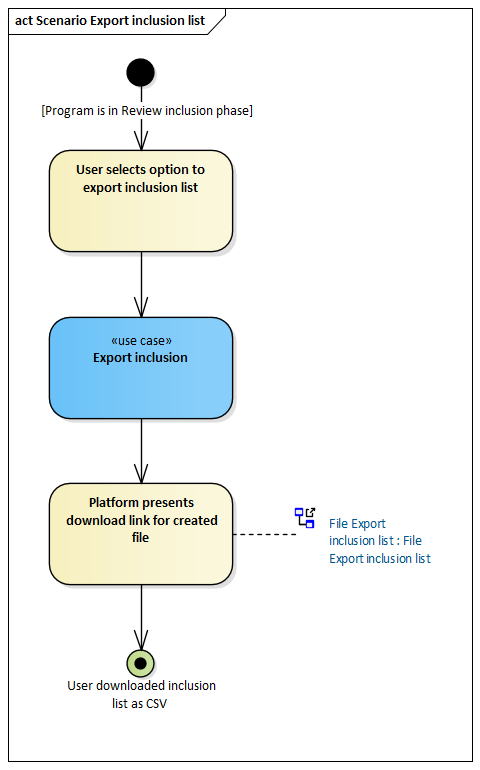 act Scenario Export inclusion list
[Program is in Review inclusion phase]
User selects option to
export inclusion list
«use case»
Export inclusion
Platform presents
download link for created
file
File Export
inclusion list : File
Export inclusion list
User downloaded inclusion
list as CSV